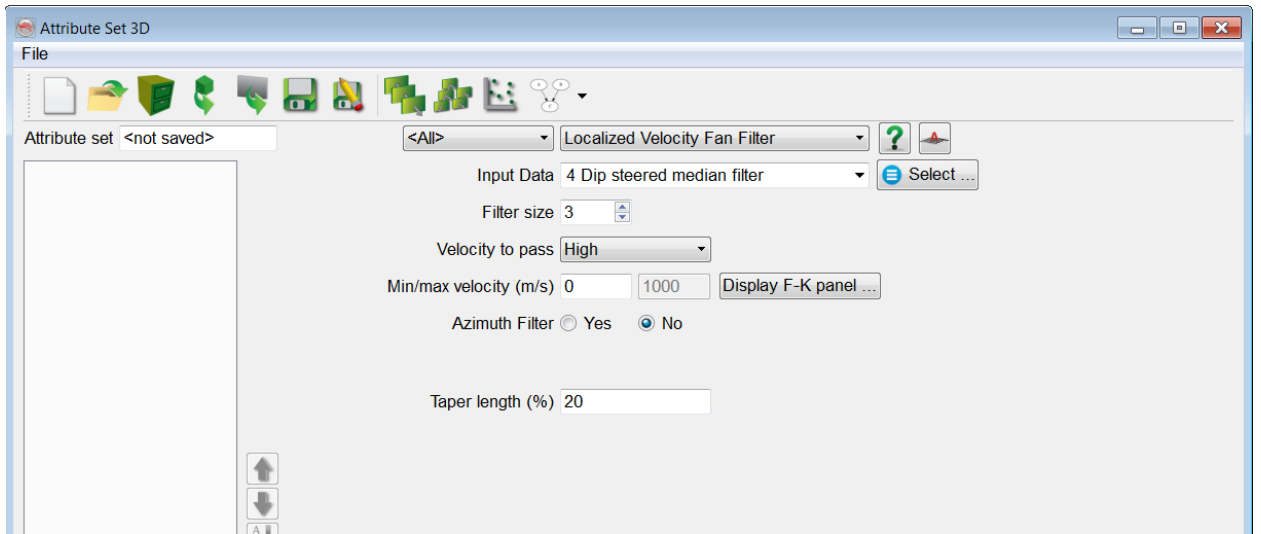 Attribute Set 3D
File
Attribute set <not saved> <All> Localized Velocity Fan Filter ?
Input Data 4 Dip steered median filter Select ...
Filter size 3
Velocity to pass High
Min/max velocity (m/s) 0 1000 Display F-K panel ...
Azimuth Filter Yes No
Taper length (%) 20
A